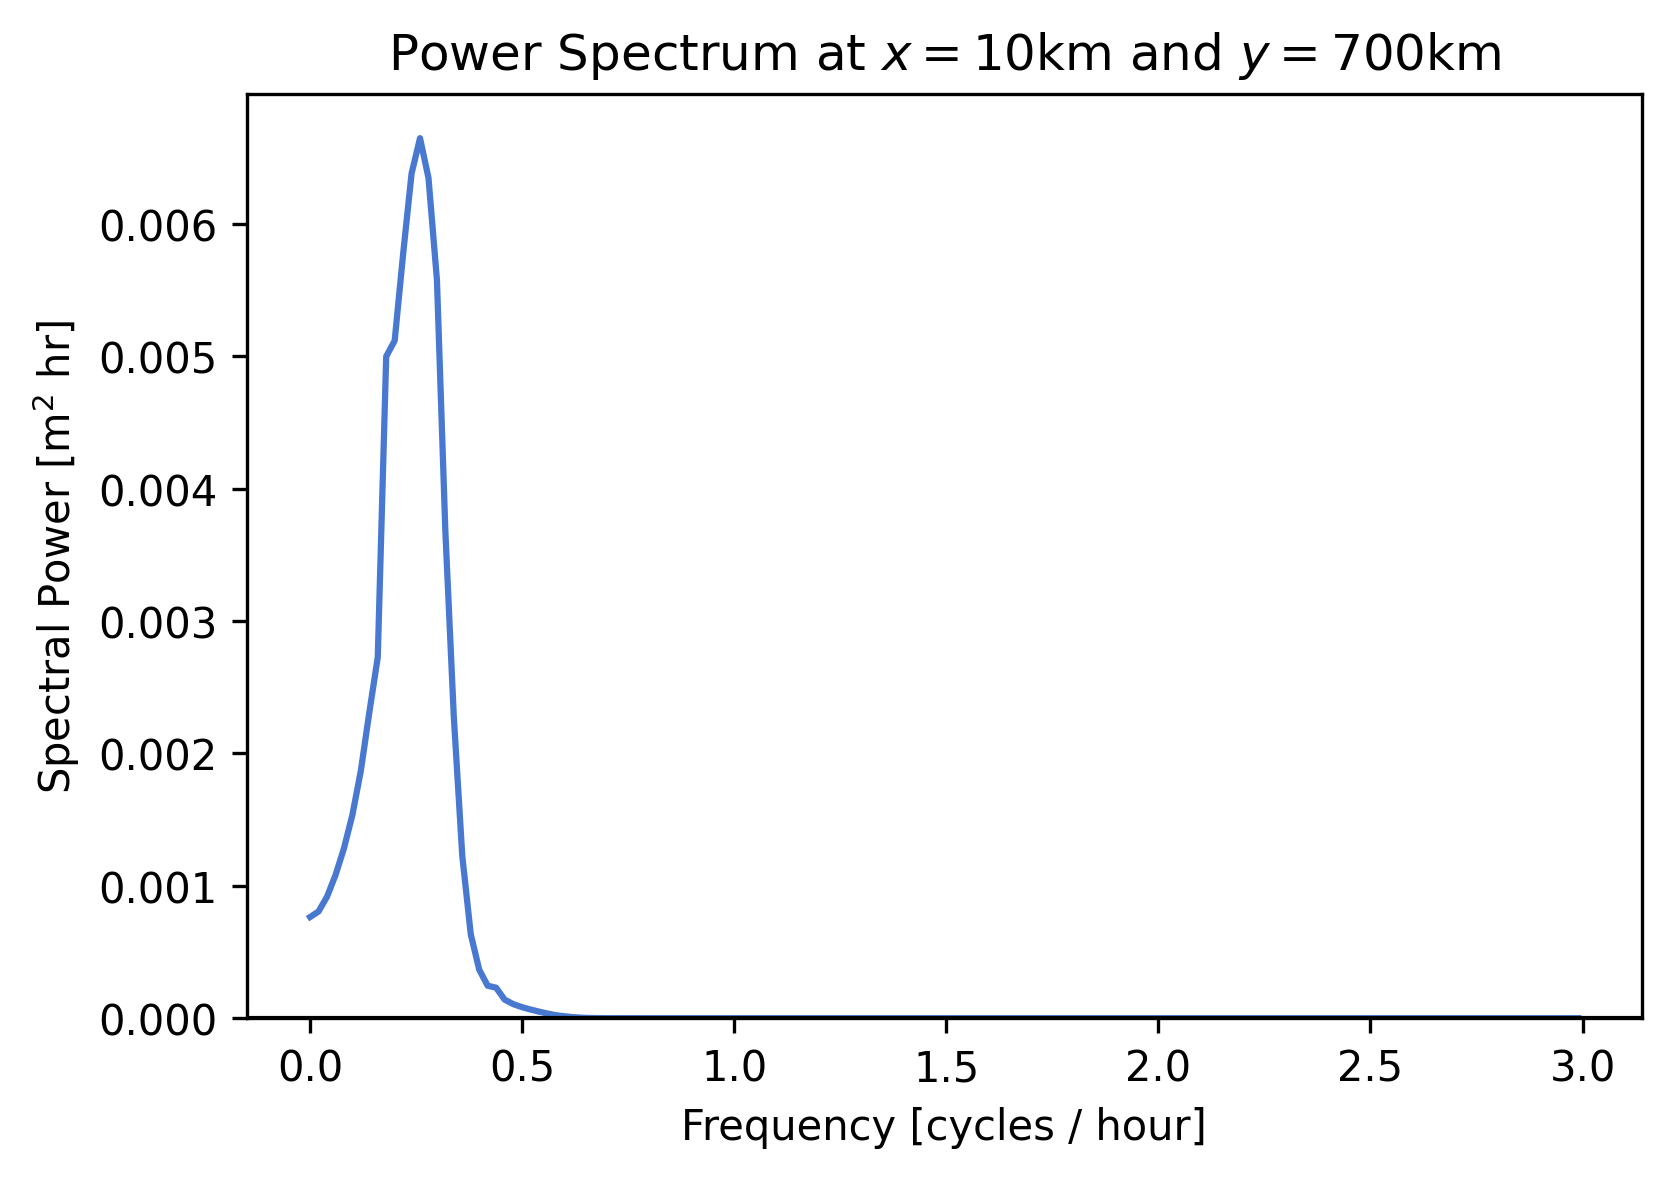 Power Spectrum at x = 10km and y = 700km
Spectral Power [m² hr]
0.006
0.005
0.004
0.003
0.002
0.001
0.000
0.0 0.5 1.0 1.5 2.0 2.5 3.0
Frequency [cycles / hour]